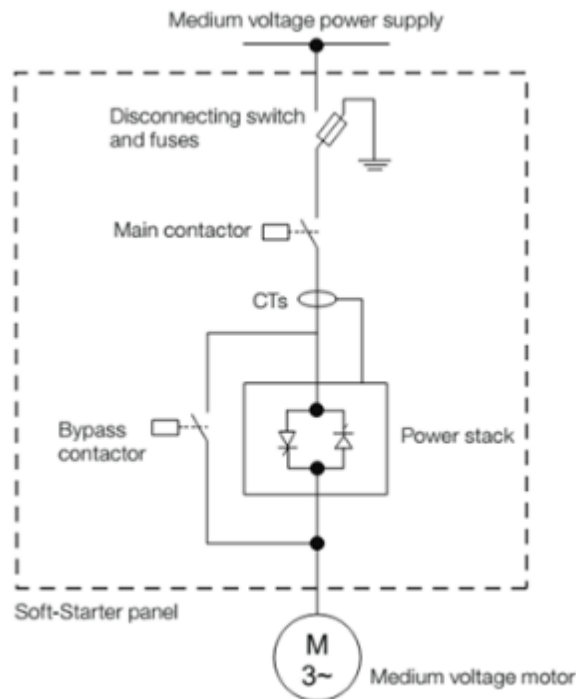 Medium voltage power supply
Disconnecting switch
and fuses
Main contactor
CTs
Bypass
contactor
Power stack
Soft-Starter panel
M
3~
Medium voltage motor